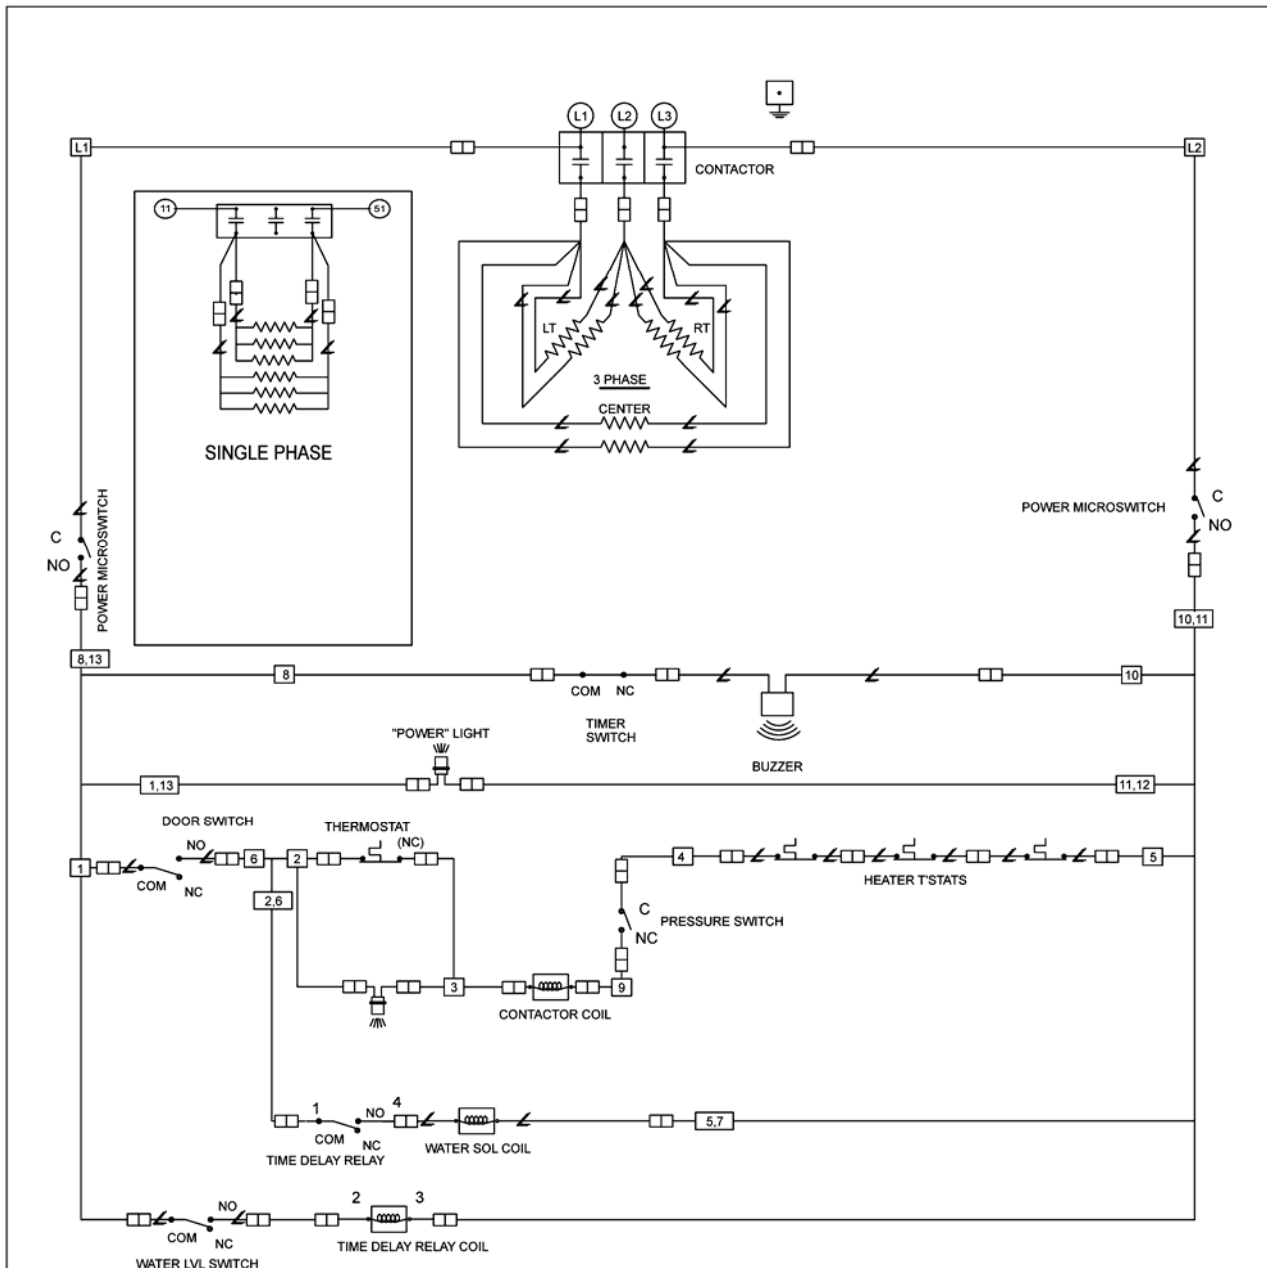 L1 L2 L3
L1
L2
CONTACTOR
11
51
LT
RT
3 PHASE
CENTER
SINGLE PHASE
C
NO
POWER MICROSWITCH
POWER MICROSWITCH
C
NO
10,11
8,13
8
COM
NC
10
TIMER
SWITCH
"POWER" LIGHT
BUZZER
1,13
11,12
DOOR SWITCH
THERMOSTAT
(NC)
NO
1
6
2
COM
NC
4
5
HEATER T'STATS
2,6
C
PRESSURE SWITCH
NC
3
9
CONTACTOR COIL
1
NO
4
5,7
COM
NC
WATER SOL COIL
TIME DELAY RELAY
NO
2
3
COM
NC
TIME DELAY RELAY COIL
WATER LVL SWITCH